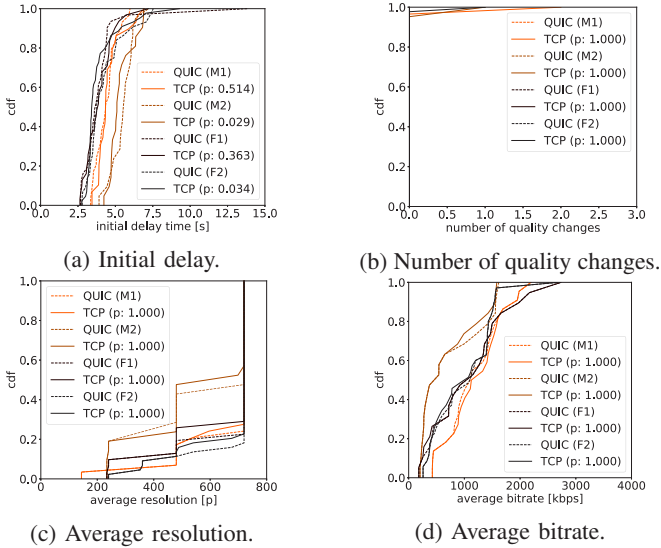 1.0
0.8
0.6
0.4
0.2
0.0
cdf
QUIC (M1)
TCP (p: 0.514)
QUIC (M2)
TCP (p: 0.029)
QUIC (F1)
TCP (p: 0.363)
QUIC (F2)
TCP (p: 0.034)
0.0 2.5 5.0 7.5 10.0 12.5 15.0
initial delay time [s]
(a) Initial delay.
1.0
0.8
0.6
0.4
0.2
0.0
cdf
QUIC (M1)
TCP (p: 1.000)
QUIC (M2)
TCP (p: 1.000)
QUIC (F1)
TCP (p: 1.000)
QUIC (F2)
TCP (p: 1.000)
0.0 0.5 1.0 1.5 2.0 2.5 3.0
number of quality changes
(b) Number of quality changes.
1.0
0.8
0.6
0.4
0.2
0.0
cdf
QUIC (M1)
TCP (p: 1.000)
QUIC (M2)
TCP (p: 1.000)
QUIC (F1)
TCP (p: 1.000)
QUIC (F2)
TCP (p: 1.000)
0 200 400 600 800
average resolution [p]
(c) Average resolution.
1.0
0.8
0.6
0.4
0.2
0.0
cdf
QUIC (M1)
TCP (p: 1.000)
QUIC (M2)
TCP (p: 1.000)
QUIC (F1)
TCP (p: 1.000)
QUIC (F2)
TCP (p: 1.000)
0 1000 2000 3000 4000
average bitrate [kbps]
(d) Average bitrate.